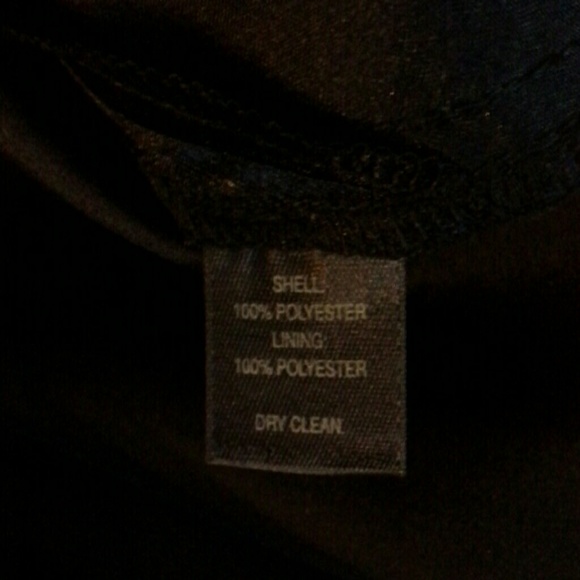 SHELL:
100% POLYESTER
LINING:
100% POLYESTER
DRY CLEAN.